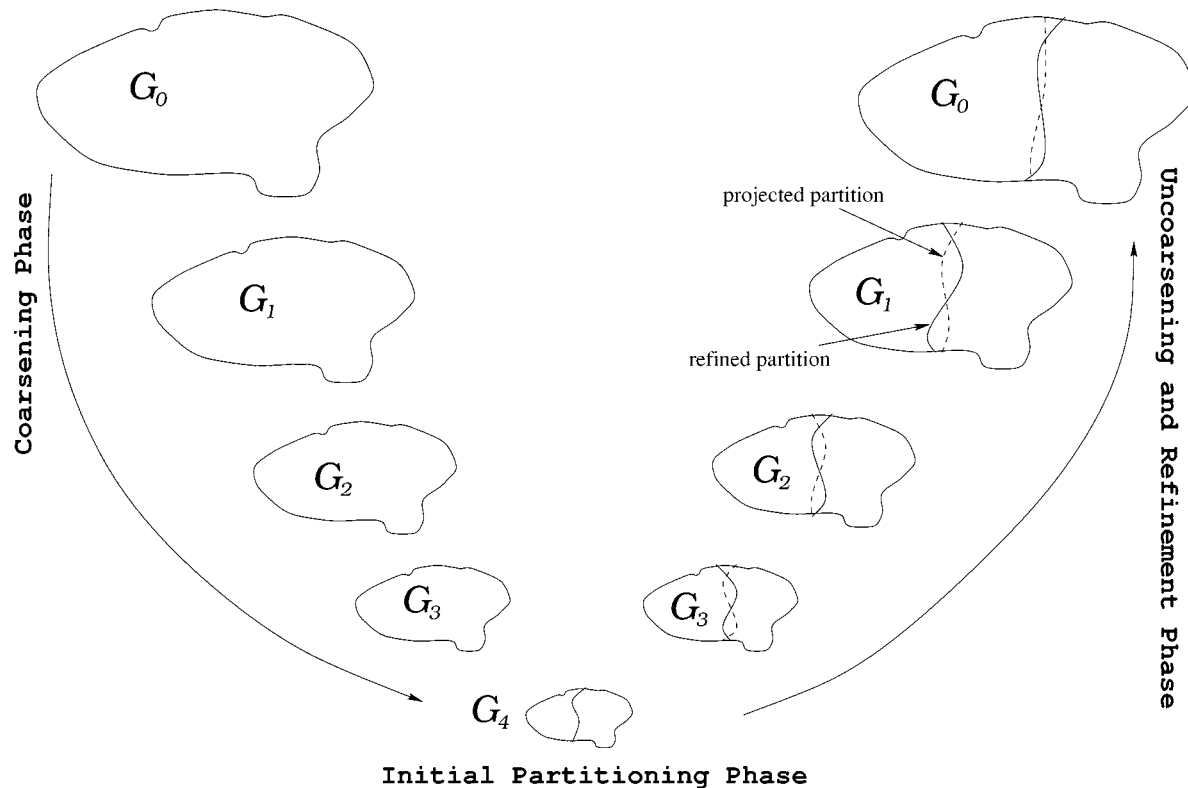 G0
G0
projected partition
G1
G1
refined partition
G2
G2
G3
G3
G4
Coarsening Phase
Initial Partitioning Phase
Uncoarsening and Refinement Phase